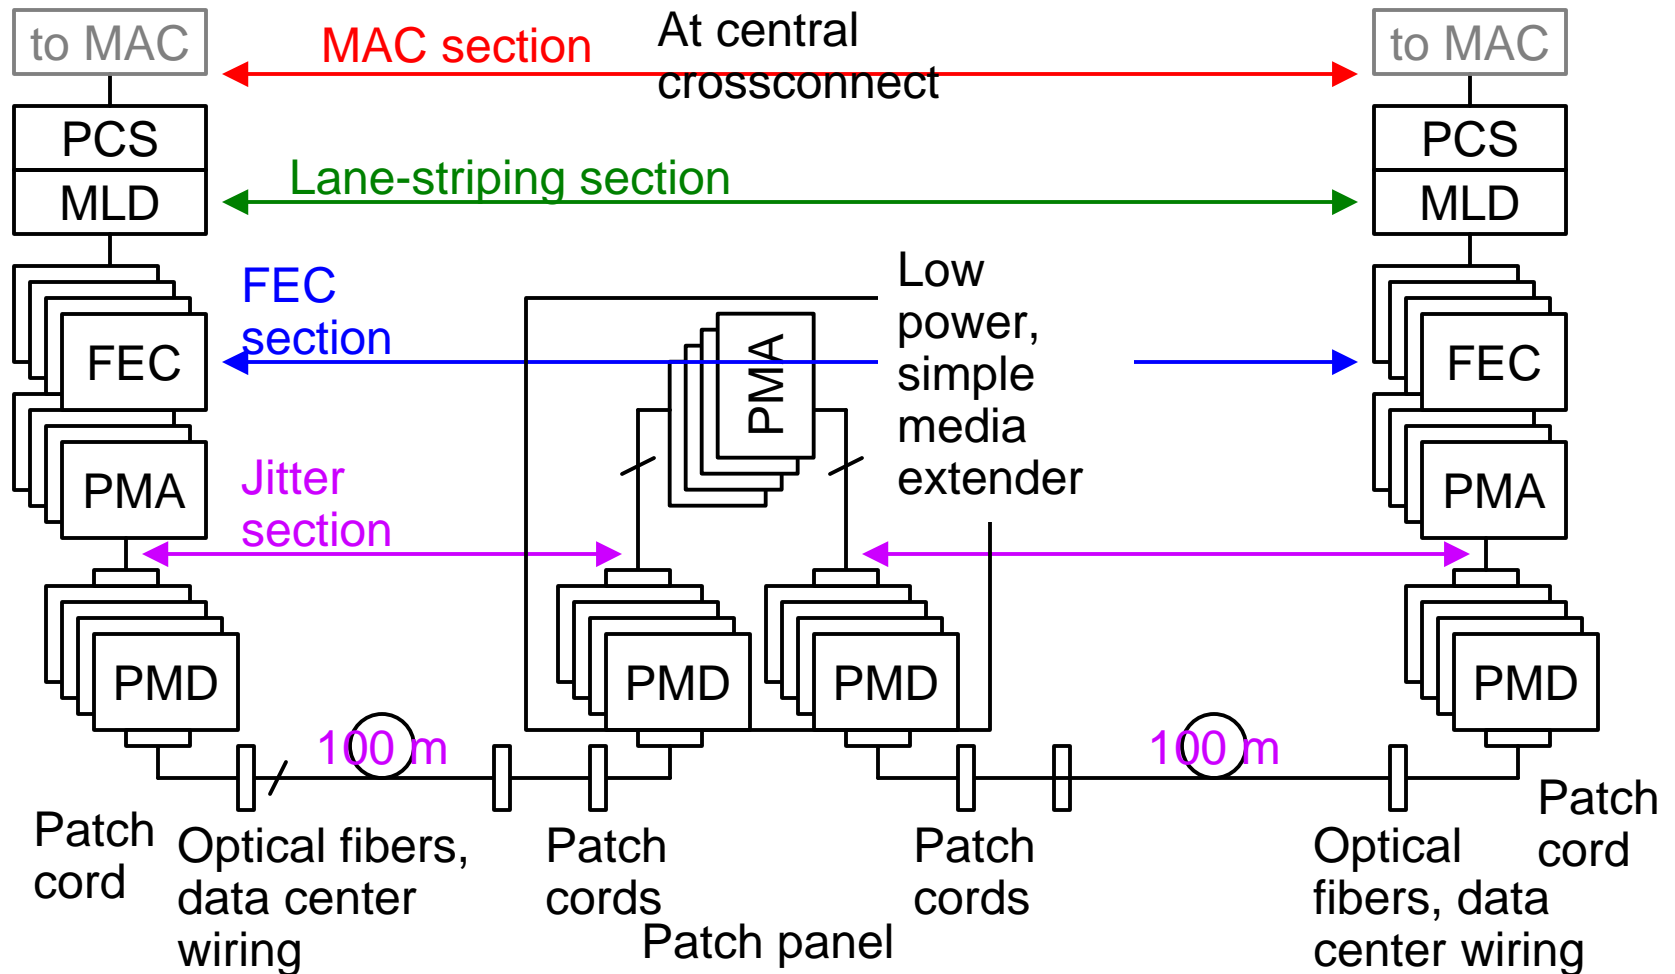 to MAC
MAC section
At central
crossconnect
to MAC
PCS
MLD
Lane-striping section
PCS
MLD
FEC
section
Low
power,
simple
media
extender
FEC
PMA
FEC
PMA
Jitter
section
PMA
PMD
PMD
PMD
PMD
100 m
100 m
Patch
cord
Optical fibers,
data center
wiring
Patch
cords
Patch panel
Patch
cords
Optical
fibers, data
center wiring
Patch
cord
PMA